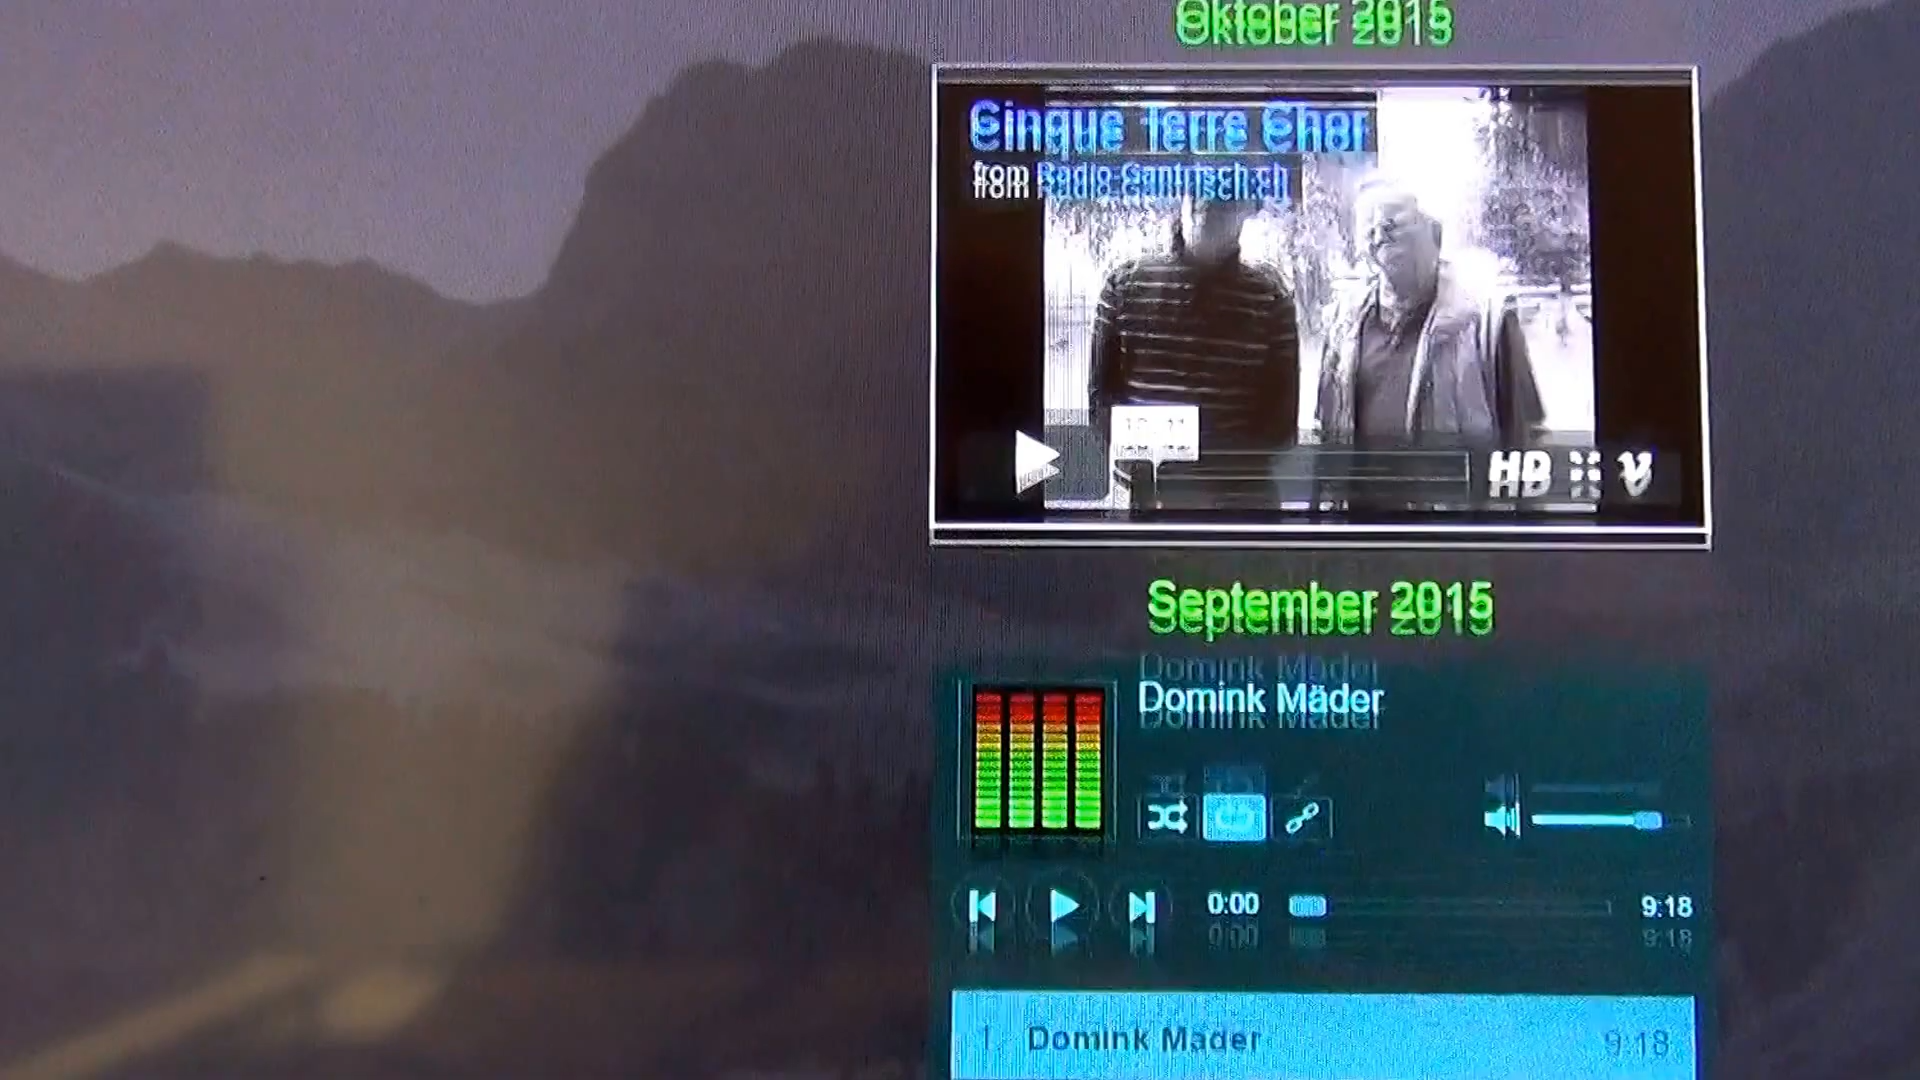 Oktober 2015
Cinque Terre Chor
from Radio-Gantrisch.ch
HD
September 2015
Domink Mäder
0:00
9:18
1. Domink Mäder 9:18